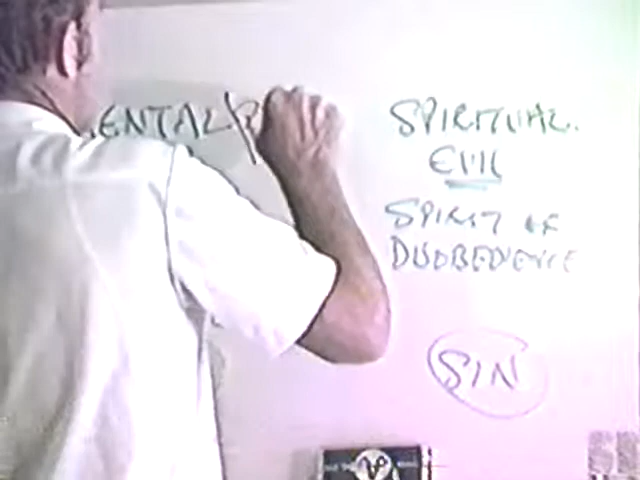 ENTAL/P
SPIRITUAL
EVIL
SPIRIT OF
DISOBEDIENCE
SIN